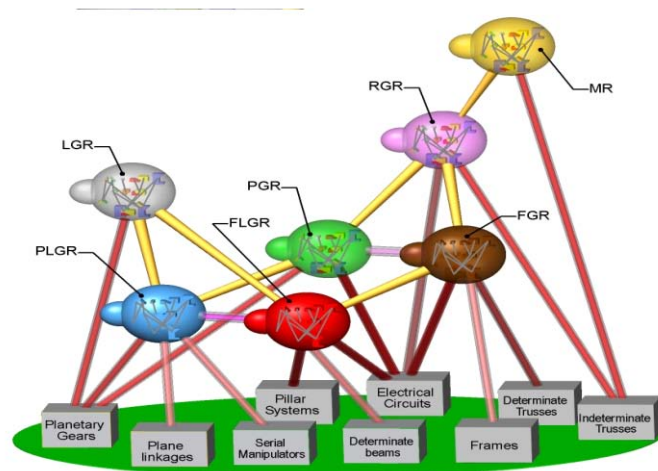 MR
RGR
LGR
PGR
FLGR
FGR
PLGR
Planetary
Gears
Plane
linkages
Serial
Manipulators
Pillar
Systems
Determinate
beams
Electrical
Circuits
Frames
Determinate
Trusses
Indeterminate
Trusses